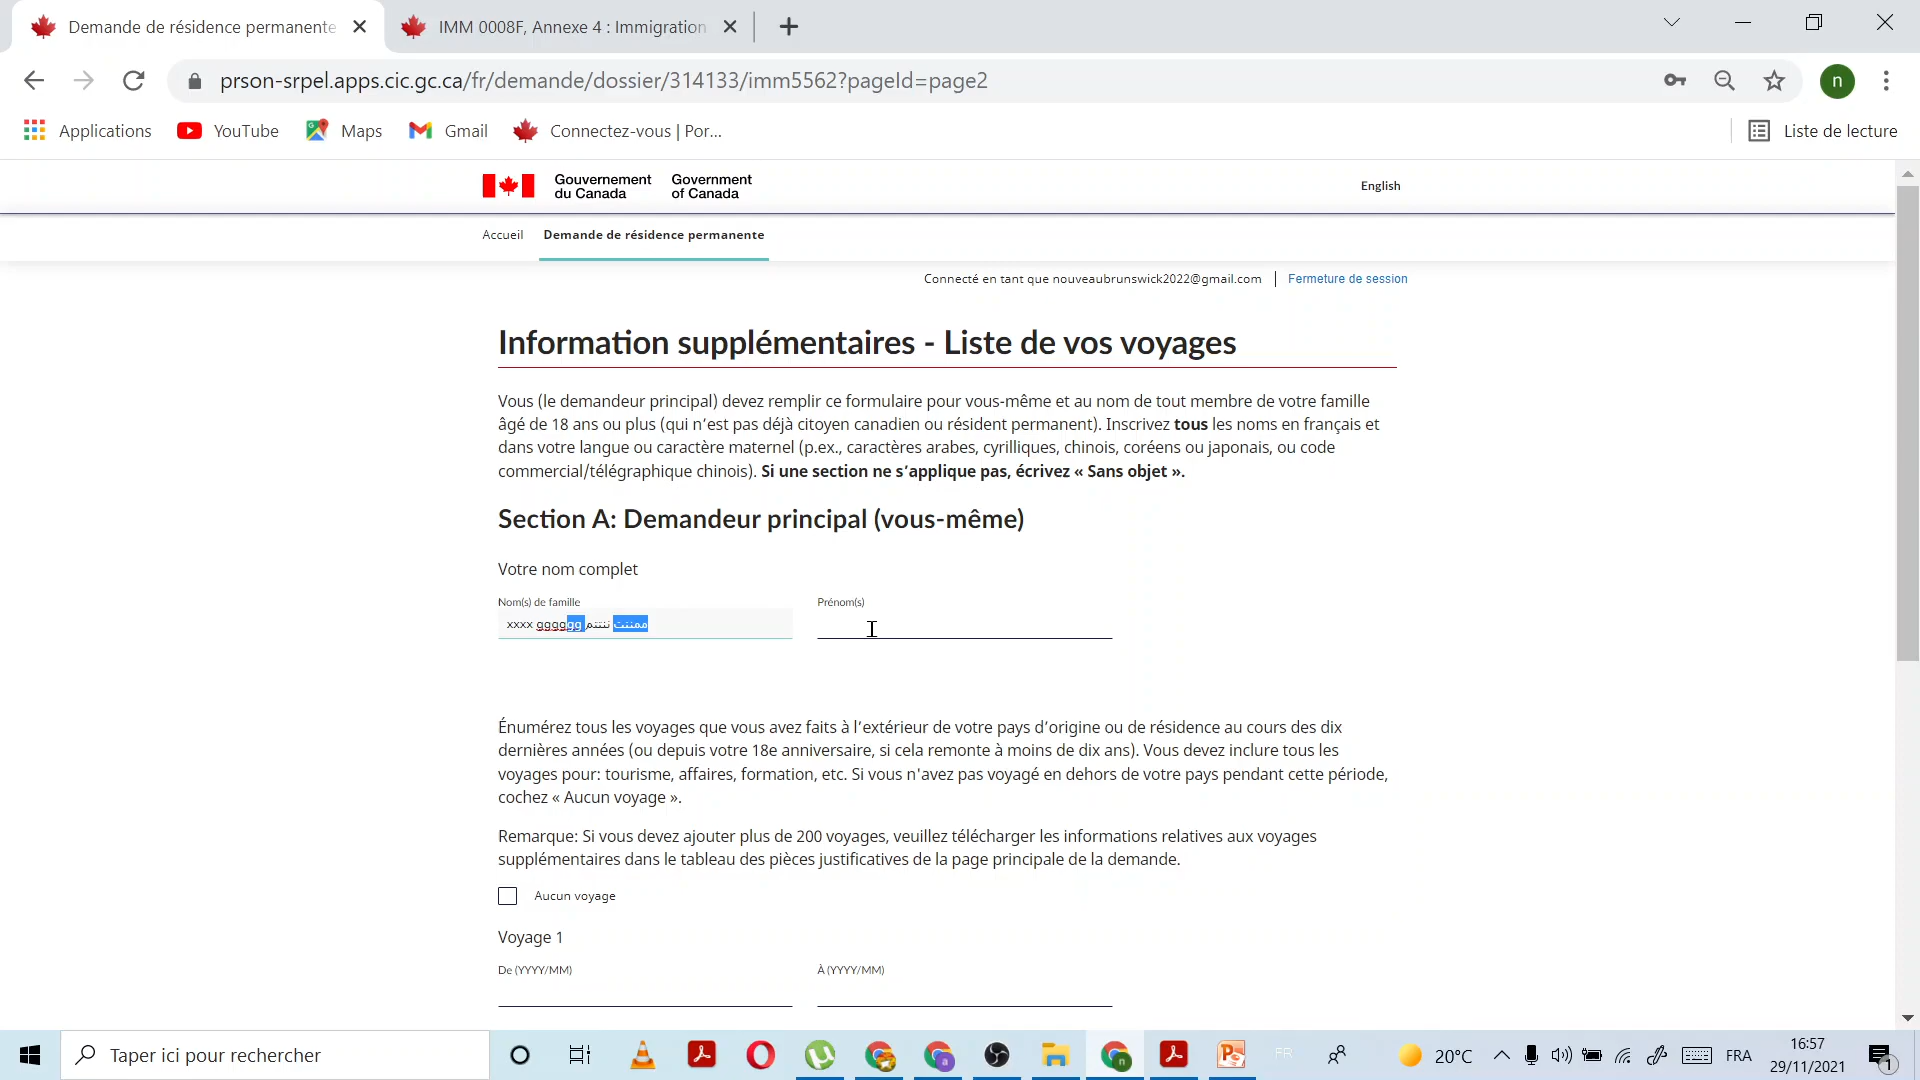 Demande de résidence permanente
IMM 0008F, Annexe 4 : Immigration
prson-srpel.apps.cic.gc.ca/fr/demande/dossier/314133/imm5562?pageId=page2
n
Applications
YouTube
Maps
Gmail
Connectez-vous | Por...
Liste de lecture
Gouvernement du Canada
Government of Canada
English
Accueil
Demande de résidence permanente
Connecté en tant que nouveaubrunswick2022@gmail.com
Fermeture de session
Information supplémentaires - Liste de vos voyages
Vous (le demandeur principal) devez remplir ce formulaire pour vous-même et au nom de tout membre de votre famille
âgé de 18 ans ou plus (qui n'est pas déjà citoyen canadien ou résident permanent). Inscrivez tous les noms en français et
dans votre langue ou caractère maternel (p.ex., caractères arabes, cyrilliques, chinois, coréens ou japonais, ou code
commercial/télégraphique chinois). Si une section ne s'applique pas, écrivez « Sans objet ».
Section A: Demandeur principal (vous-même)
Votre nom complet
Nom(s) de famille
Prénom(s)
xxxx gggggg
Énumérez tous les voyages que vous avez faits à l'extérieur de votre pays d'origine ou de résidence au cours des dix
dernières années (ou depuis votre 18e anniversaire, si cela remonte à moins de dix ans). Vous devez inclure tous les
voyages pour: tourisme, affaires, formation, etc. Si vous n'avez pas voyagé en dehors de votre pays pendant cette période,
cochez « Aucun voyage ».
Remarque: Si vous devez ajouter plus de 200 voyages, veuillez télécharger les informations relatives aux voyages
supplémentaires dans le tableau des pièces justificatives de la page principale de la demande.
Aucun voyage
Voyage 1
De (YYYY/MM)
À (YYYY/MM)
Taper ici pour rechercher
FR
20°C
FRA
16:57
29/11/2021
1